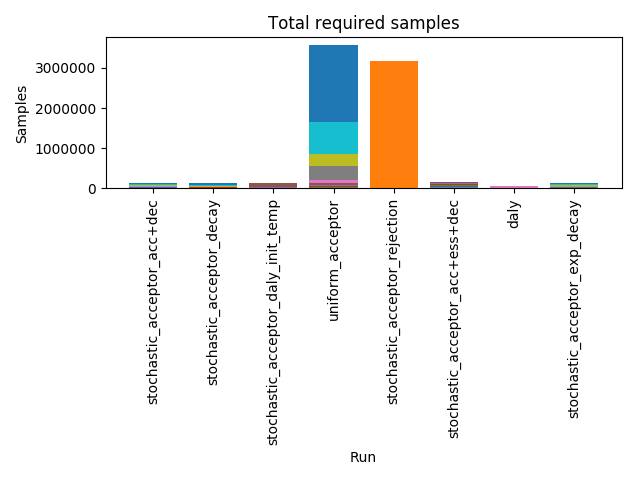 Total required samples
Samples
3000000
2000000
1000000
0
stochastic_acceptor_acc+dec
stochastic_acceptor_decay
stochastic_acceptor_daly_init_temp
uniform_acceptor
stochastic_acceptor_rejection
stochastic_acceptor_acc+ess+dec
daly
stochastic_acceptor_exp_decay
Run